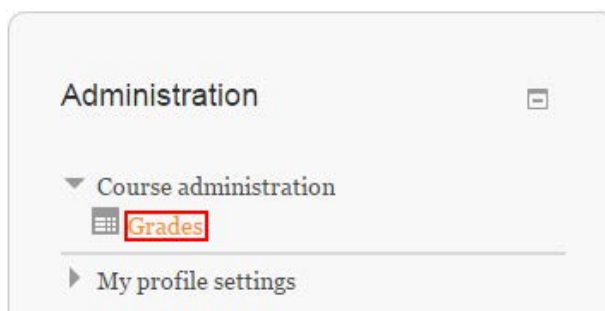 Administration
Course administration
Grades
My profile settings